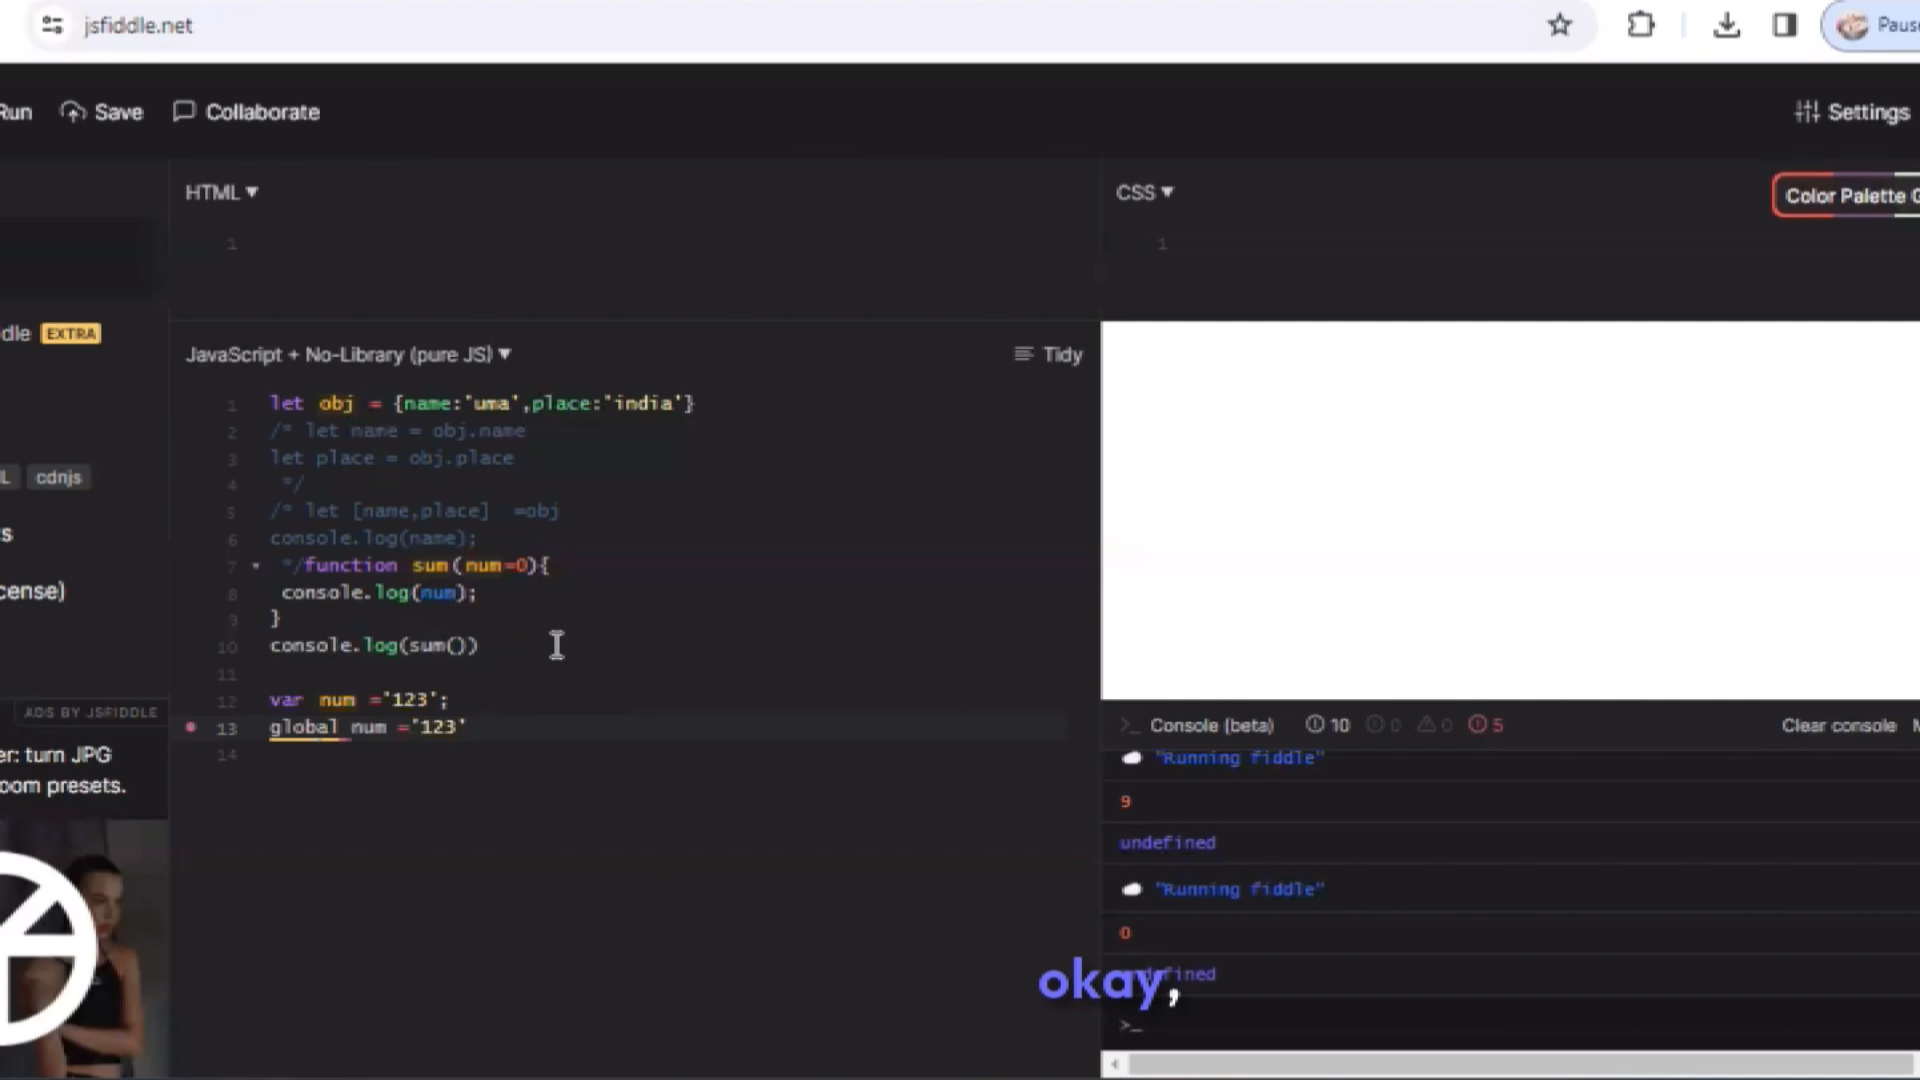 jsfiddle.net
Paus
Run Save Collaborate Settings
HTML
1
CSS Color Palette G
1
dle EXTRA
JavaScript + No-Library (pure JS) Tidy
1 let obj = {name:'uma',place:'india'}
2 /* let name = obj.name
3 let place = obj.place
4 */
5 /* let [name,place] =obj
6 console.log(name);
7 */function sum(num=0){
8 console.log(num);
9 }
10 console.log(sum())
11
12 var num ='123';
13 global num ='123'
14
L cdnjs
s
cense)
ADS BY JSFIDDLE
er: turn JPG
oom presets.
>_ Console (beta) 10 0 0 5 Clear console M
"Running fiddle"
9
undefined
"Running fiddle"
0
undefined
okay,
>_